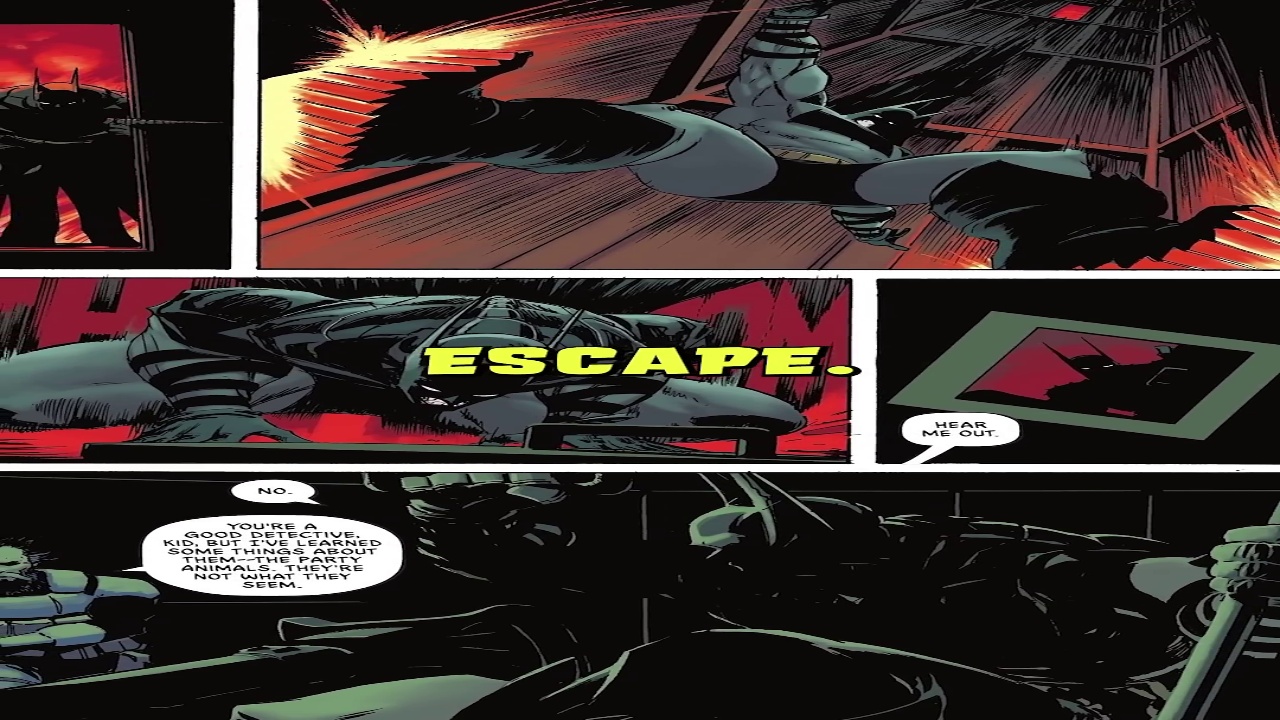 ESCAPE.
HEAR
ME OUT.
NO.
YOU'RE A
GOOD DETECTIVE,
KID, BUT I'VE LEARNED
SOME THINGS ABOUT
THEM--THE PARTY
ANIMALS. THEY'RE
NOT WHAT THEY
SEEM.